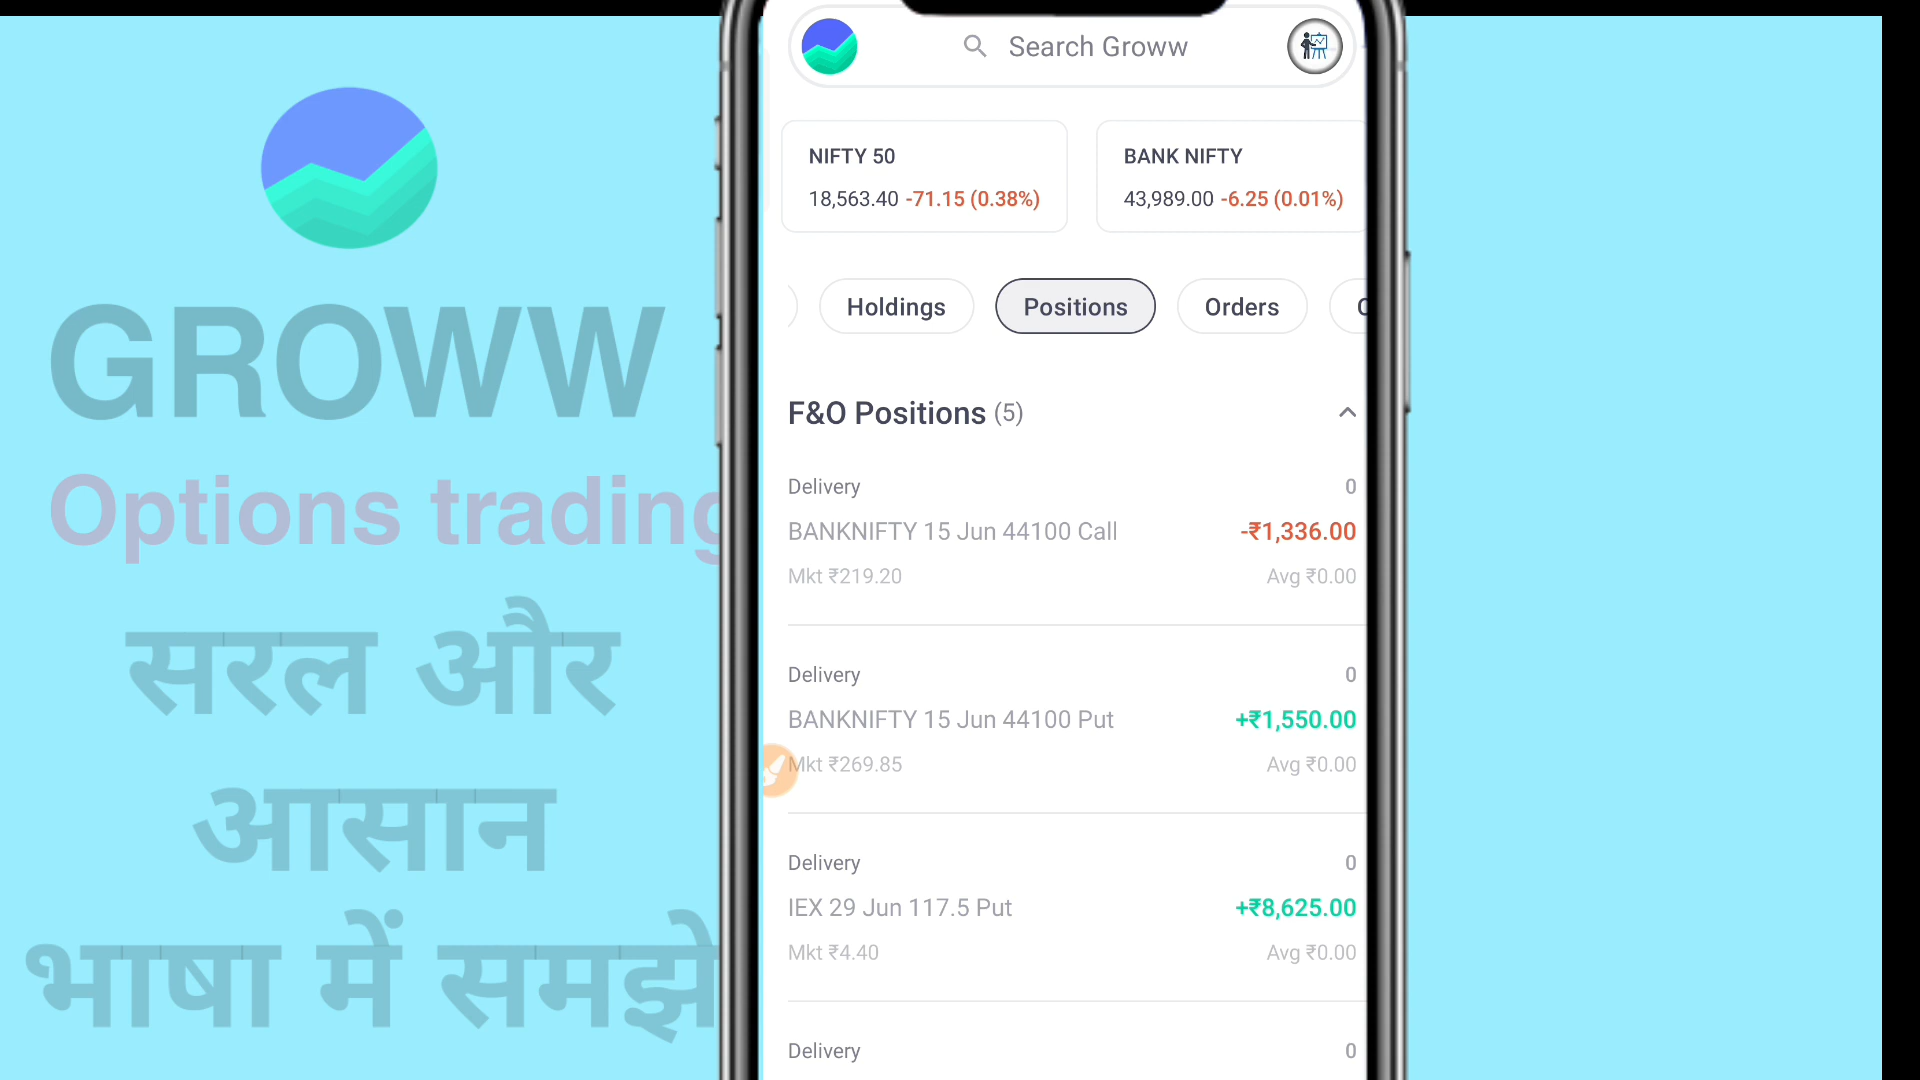 GROWW
Options trading
सरल और
आसान
भाषा में समझे
Search Groww
NIFTY 50
18,563.40 -71.15 (0.38%)
BANK NIFTY
43,989.00 -6.25 (0.01%)
Holdings
Positions
Orders
F&O Positions (5)
Delivery 0
BANKNIFTY 15 Jun 44100 Call -₹1,336.00
Mkt ₹219.20 Avg ₹0.00
Delivery 0
BANKNIFTY 15 Jun 44100 Put +₹1,550.00
Mkt ₹269.85 Avg ₹0.00
Delivery 0
IEX 29 Jun 117.5 Put +₹8,625.00
Mkt ₹4.40 Avg ₹0.00
Delivery 0